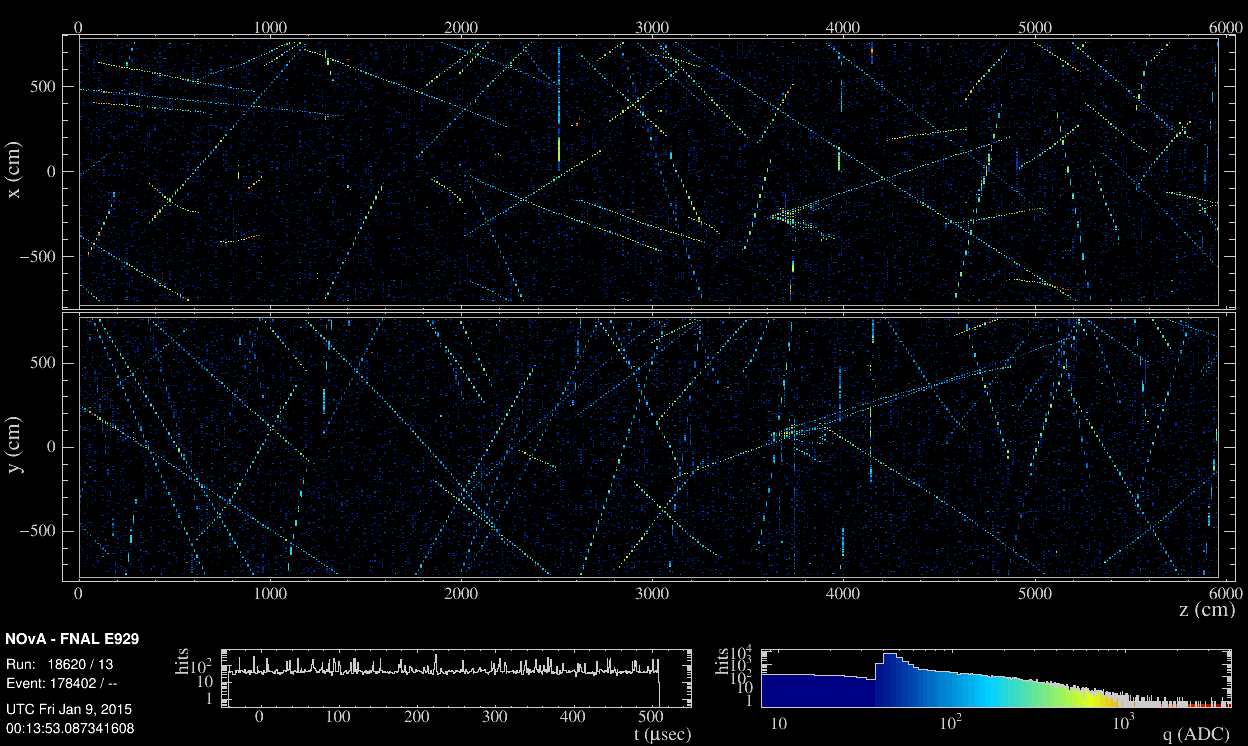 0 1000 2000 3000 4000 5000 6000
500
0
−500
x (cm)
500
0
−500
y (cm)
0 1000 2000 3000 4000 5000 6000
z (cm)
NOvA - FNAL E929
Run: 18620 / 13
Event: 178402 / --
UTC Fri Jan 9, 2015
00:13:53.087341608
hits
10²
10
1
0 100 200 300 400 500
t (μsec)
hits
10⁴
10³
10²
10
1
10 10² 10³
q (ADC)